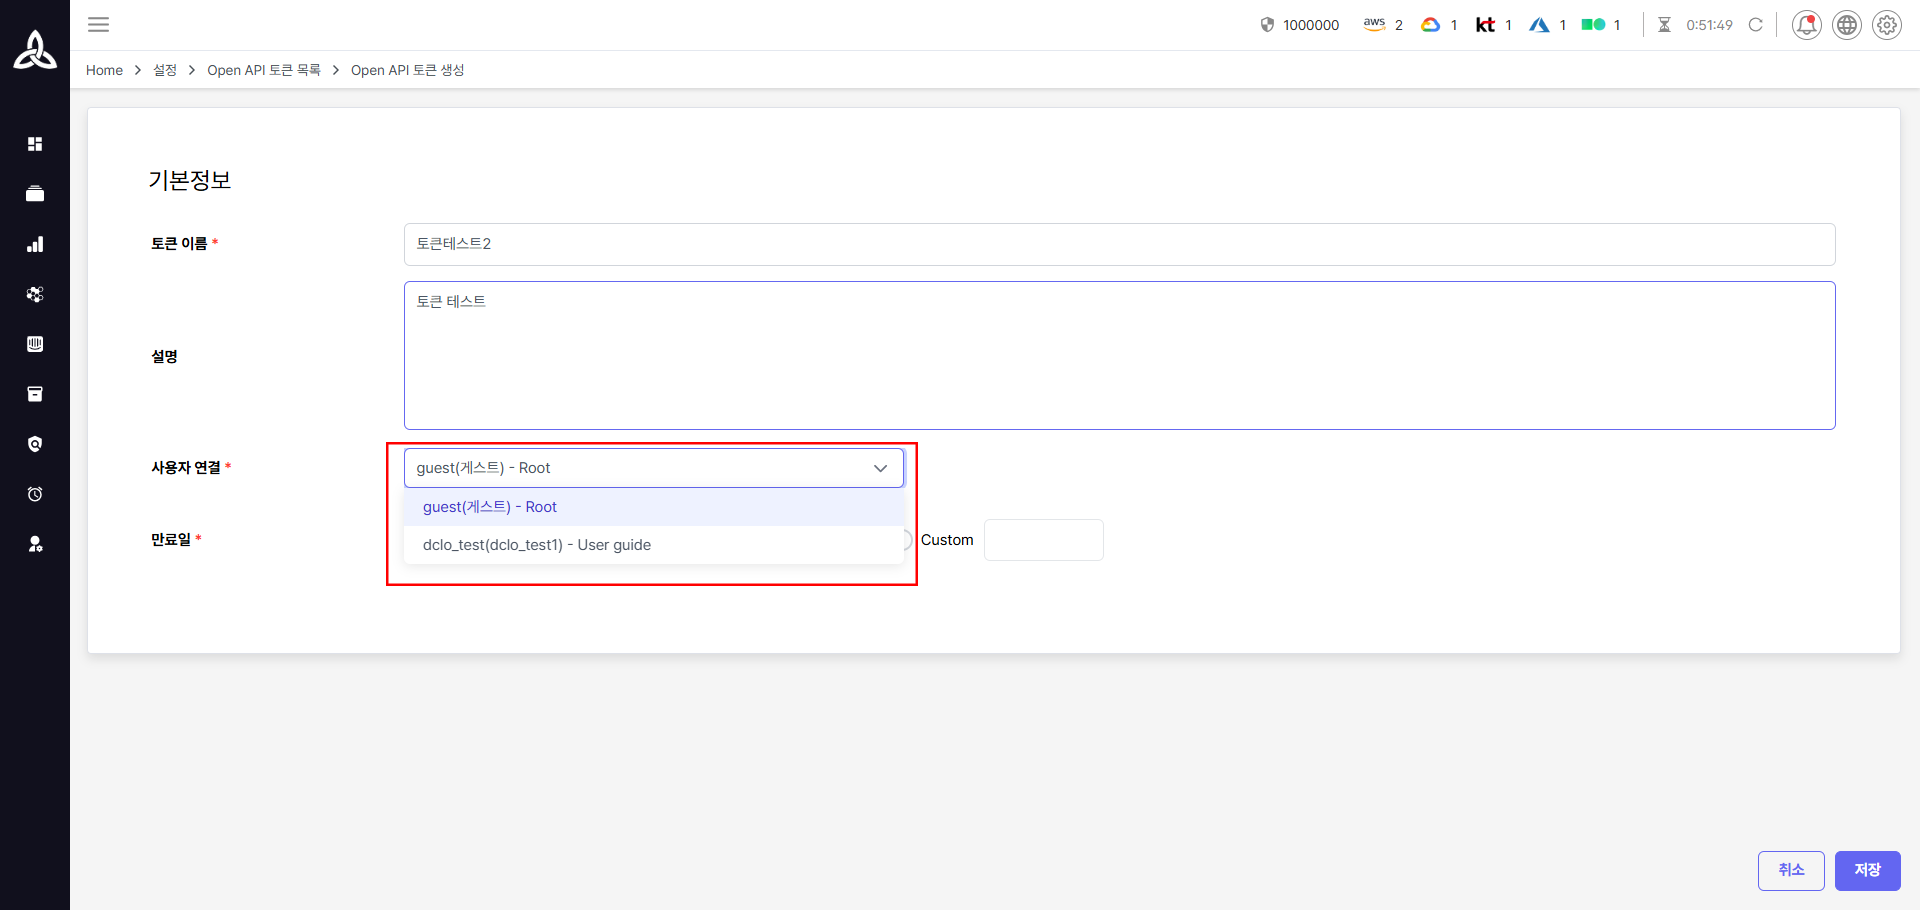 1000000 aws 2 1 kt 1 1 1 0:51:49
Home > 설정 > Open API 토큰 목록 > Open API 토큰 생성
기본정보
토큰 이름 *
토큰테스트2
토큰 테스트
설명
사용자 연결 *
guest(게스트) - Root
guest(게스트) - Root
만료일 *
dclo_test(dclo_test1) - User guide
Custom
취소
저장